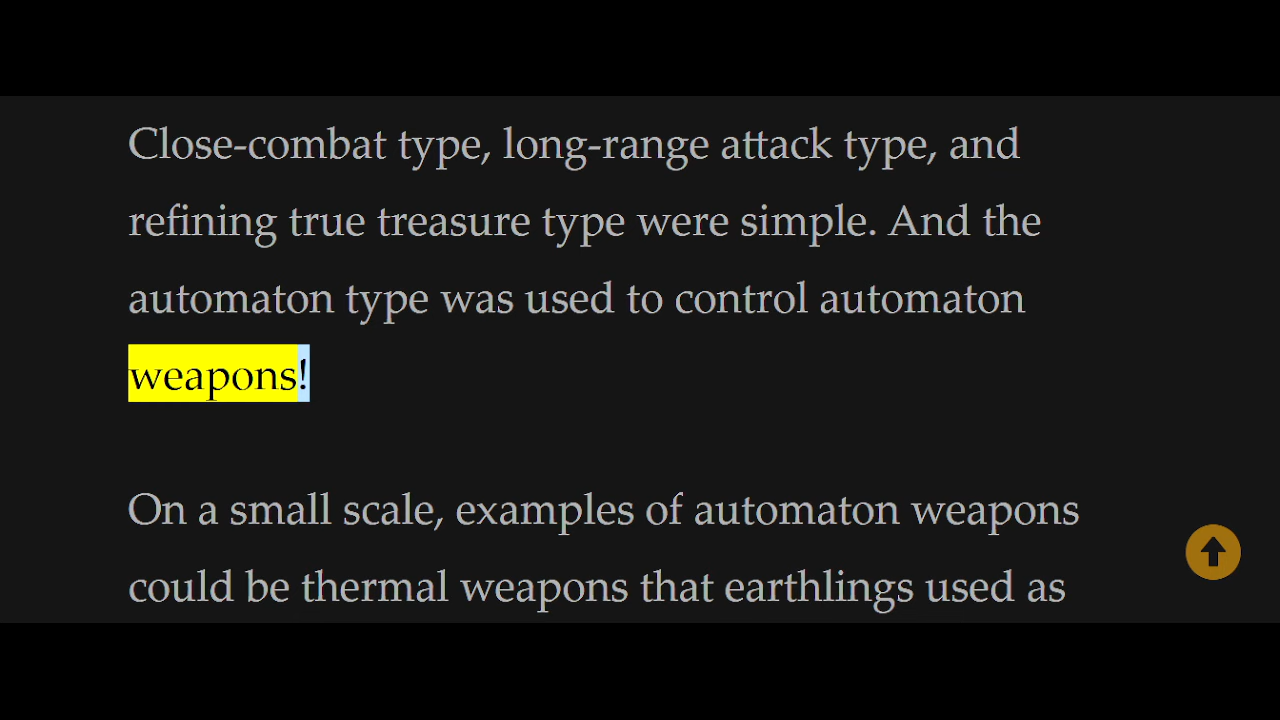 Close-combat type, long-range attack type, and
refining true treasure type were simple. And the
automaton type was used to control automaton
weapons!
On a small scale, examples of automaton weapons
could be thermal weapons that earthlings used as